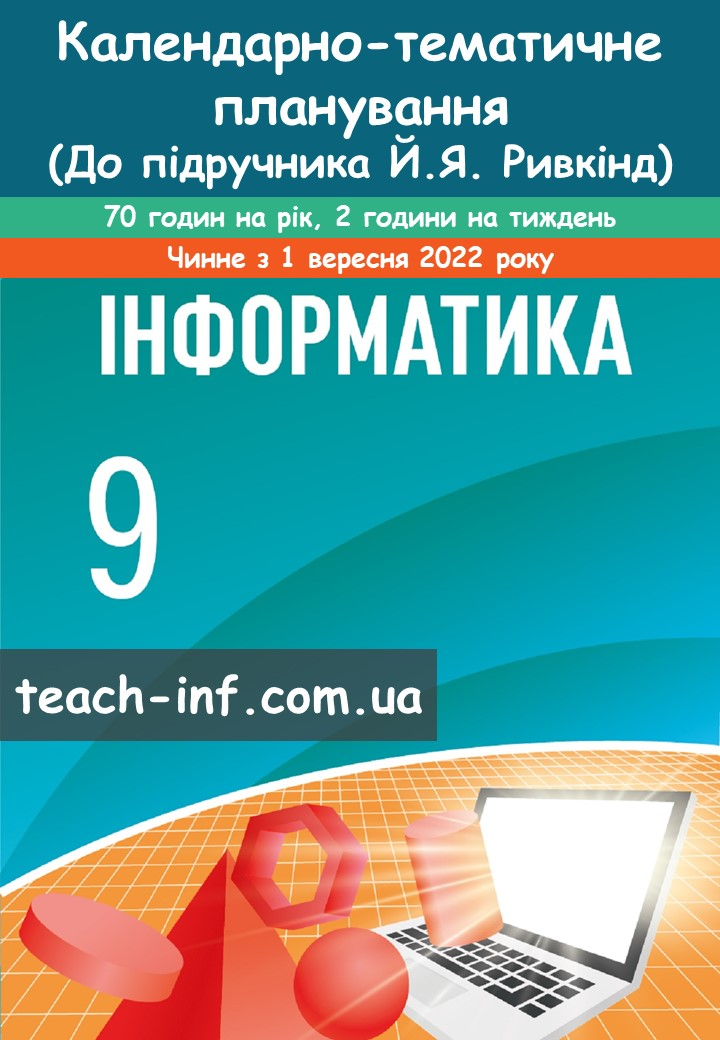 Календарно-тематичне
планування
(До підручника Й.Я. Ривкінд)
70 годин на рік, 2 години на тиждень
Чинне з 1 вересня 2022 року
ІНФОРМАТИКА
9
teach-inf.com.ua